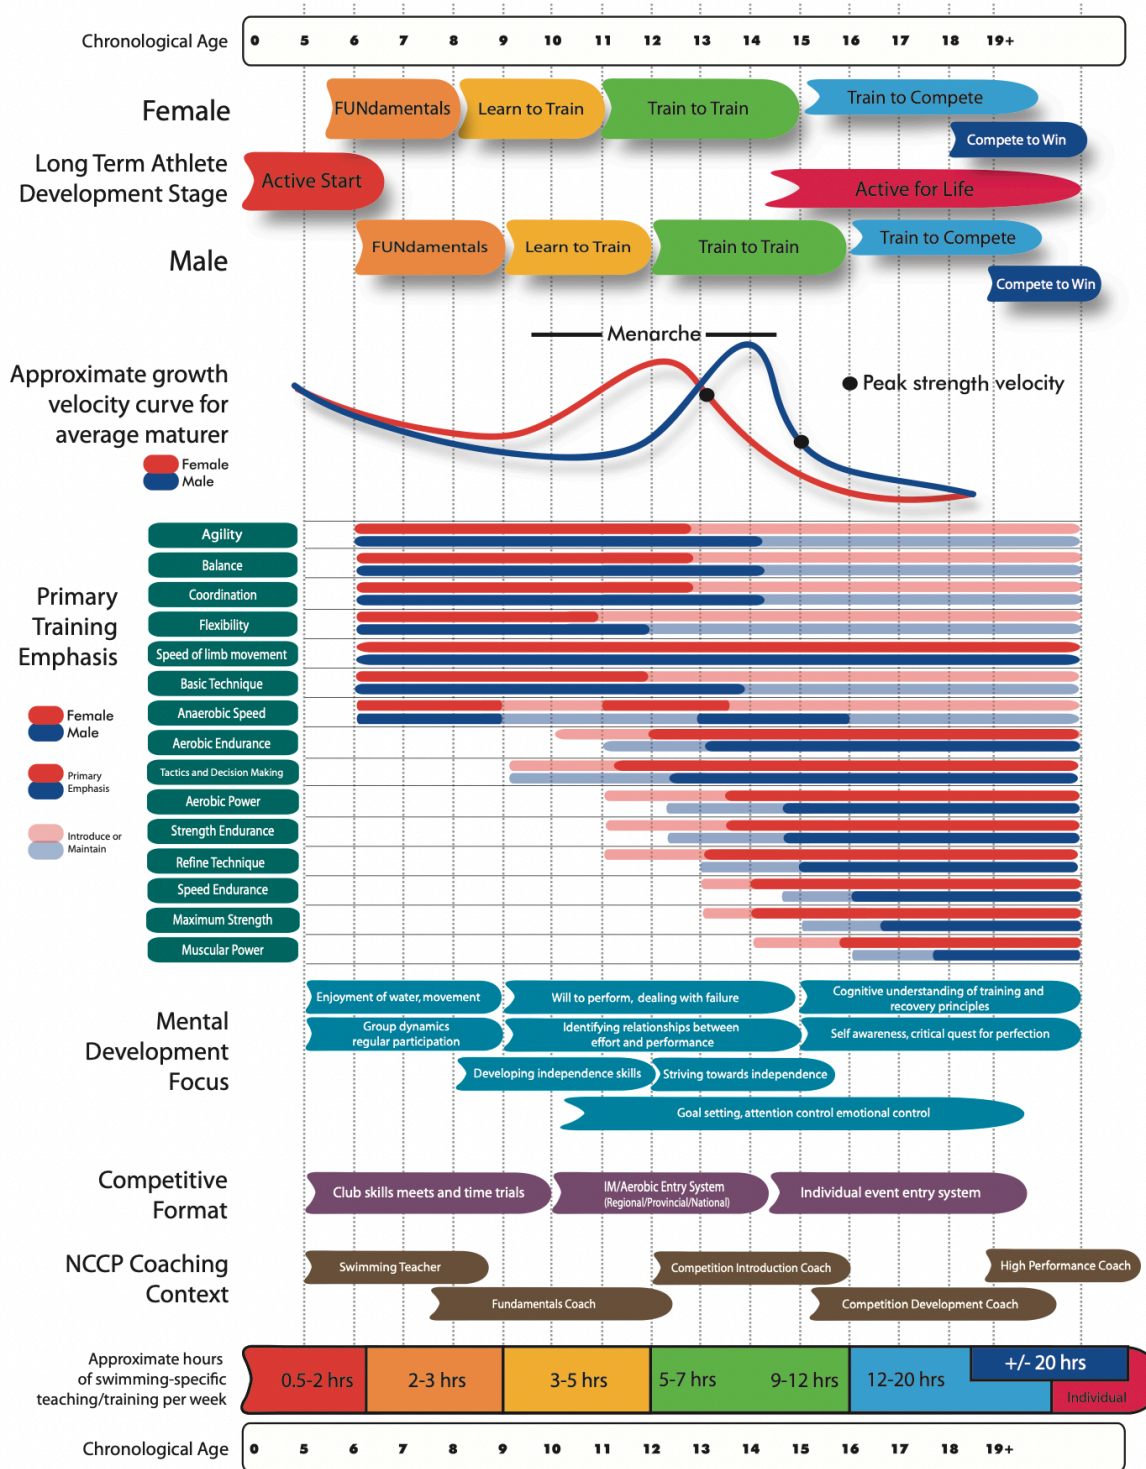 Chronological Age 0 5 6 7 8 9 10 11 12 13 14 15 16 17 18 19+
Female
FUNdamentals
Learn to Train
Train to Train
Train to Compete
Compete to Win
Long Term Athlete
Development Stage
Active Start
Active for Life
Male
FUNdamentals
Learn to Train
Train to Train
Train to Compete
Compete to Win
Menarche
Approximate growth
velocity curve for
average maturer
Female
Male
Peak strength velocity
Primary
Training
Emphasis
Female
Male
Primary
Emphasis
Introduce or
Maintain
Agility
Balance
Coordination
Flexibility
Speed of limb movement
Basic Technique
Anaerobic Speed
Aerobic Endurance
Tactics and Decision Making
Aerobic Power
Strength Endurance
Refine Technique
Speed Endurance
Maximum Strength
Muscular Power
Mental
Development
Focus
Enjoyment of water, movement
Will to perform, dealing with failure
Cognitive understanding of training and
recovery principles
Group dynamics
regular participation
Identifying relationships between
effort and performance
Self awareness, critical quest for perfection
Developing independence skills
Striving towards independence
Goal setting, attention control emotional control
Competitive
Format
Club skills meets and time trials
IM/Aerobic Entry System
(Regional/Provincial/National)
Individual event entry system
NCCP Coaching
Context
Swimming Teacher
Competition Introduction Coach
High Performance Coach
Fundamentals Coach
Competition Development Coach
Approximate hours
of swimming-specific
teaching/training per week
0.5-2 hrs
2-3 hrs
3-5 hrs
5-7 hrs
9-12 hrs
12-20 hrs
+/- 20 hrs
Individual
Chronological Age 0 5 6 7 8 9 10 11 12 13 14 15 16 17 18 19+